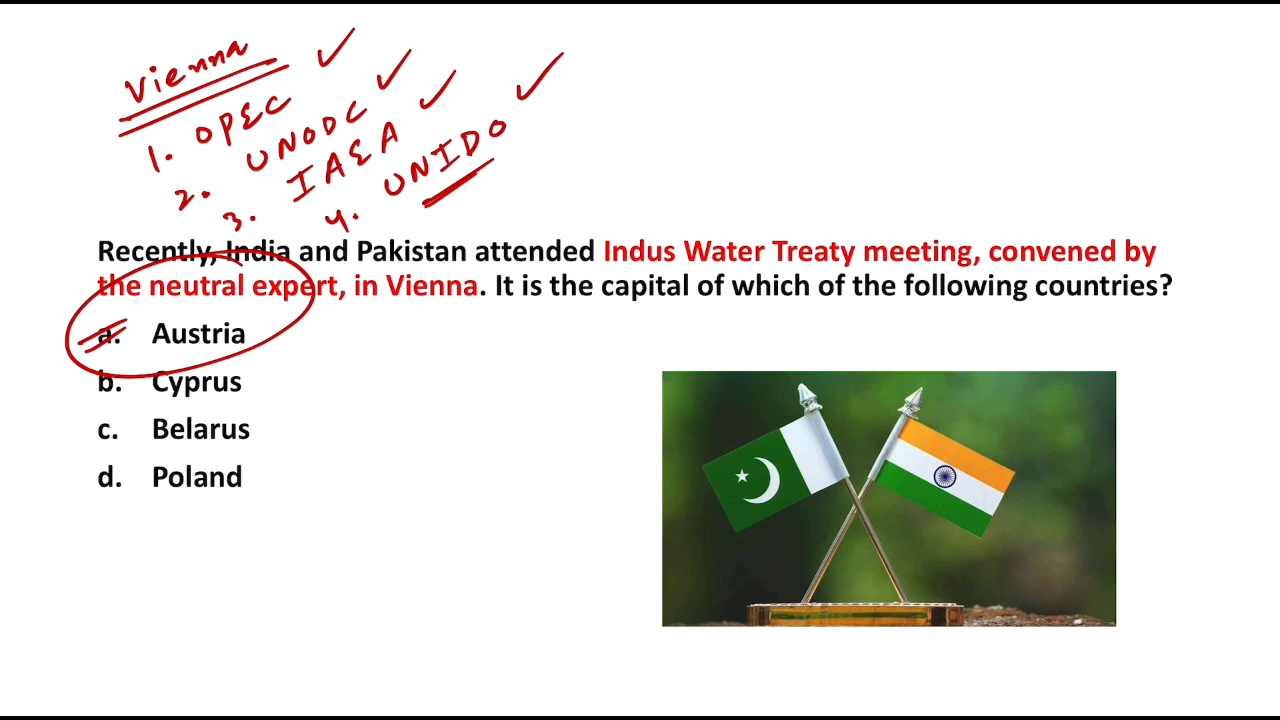 Vienna
1. OPEC
2. UNODC
3. IAEA
4. UNIDO
Recently, India and Pakistan attended Indus Water Treaty meeting, convened by
the neutral expert, in Vienna. It is the capital of which of the following countries?
a. Austria
b. Cyprus
c. Belarus
d. Poland